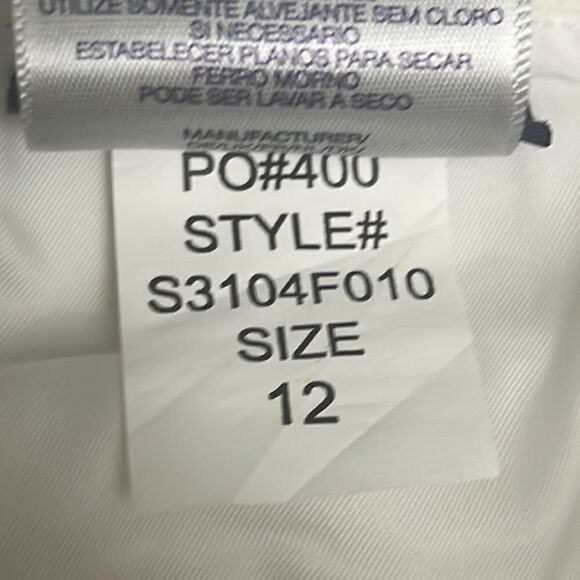 UTILIZE SOMENTE ALVEJANTE SEM CLORO
SI NECESSARIO
ESTABELECER PLANOS PARA SECAR
FERRO MORNO
PODE SER LAVAR A SECO
MANUFACTURER/
PO#400
STYLE#
S3104F010
SIZE
12